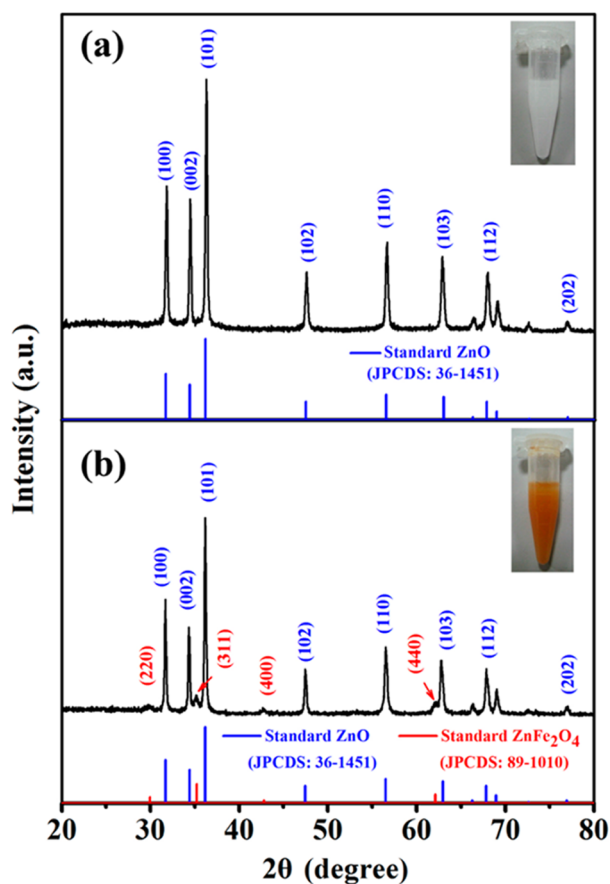 (a)
(100)
(002)
(101)
(102)
(110)
(103)
(112)
(202)
Standard ZnO
(JPCDS: 36-1451)
Intensity (a.u.)
(b)
(220)
(100)
(002)
(311)
(101)
(400)
(102)
(110)
(440)
(103)
(112)
(202)
Standard ZnO
(JPCDS: 36-1451)
Standard ZnFe₂O₄
(JPCDS: 89-1010)
20 30 40 50 60 70 80
2θ (degree)